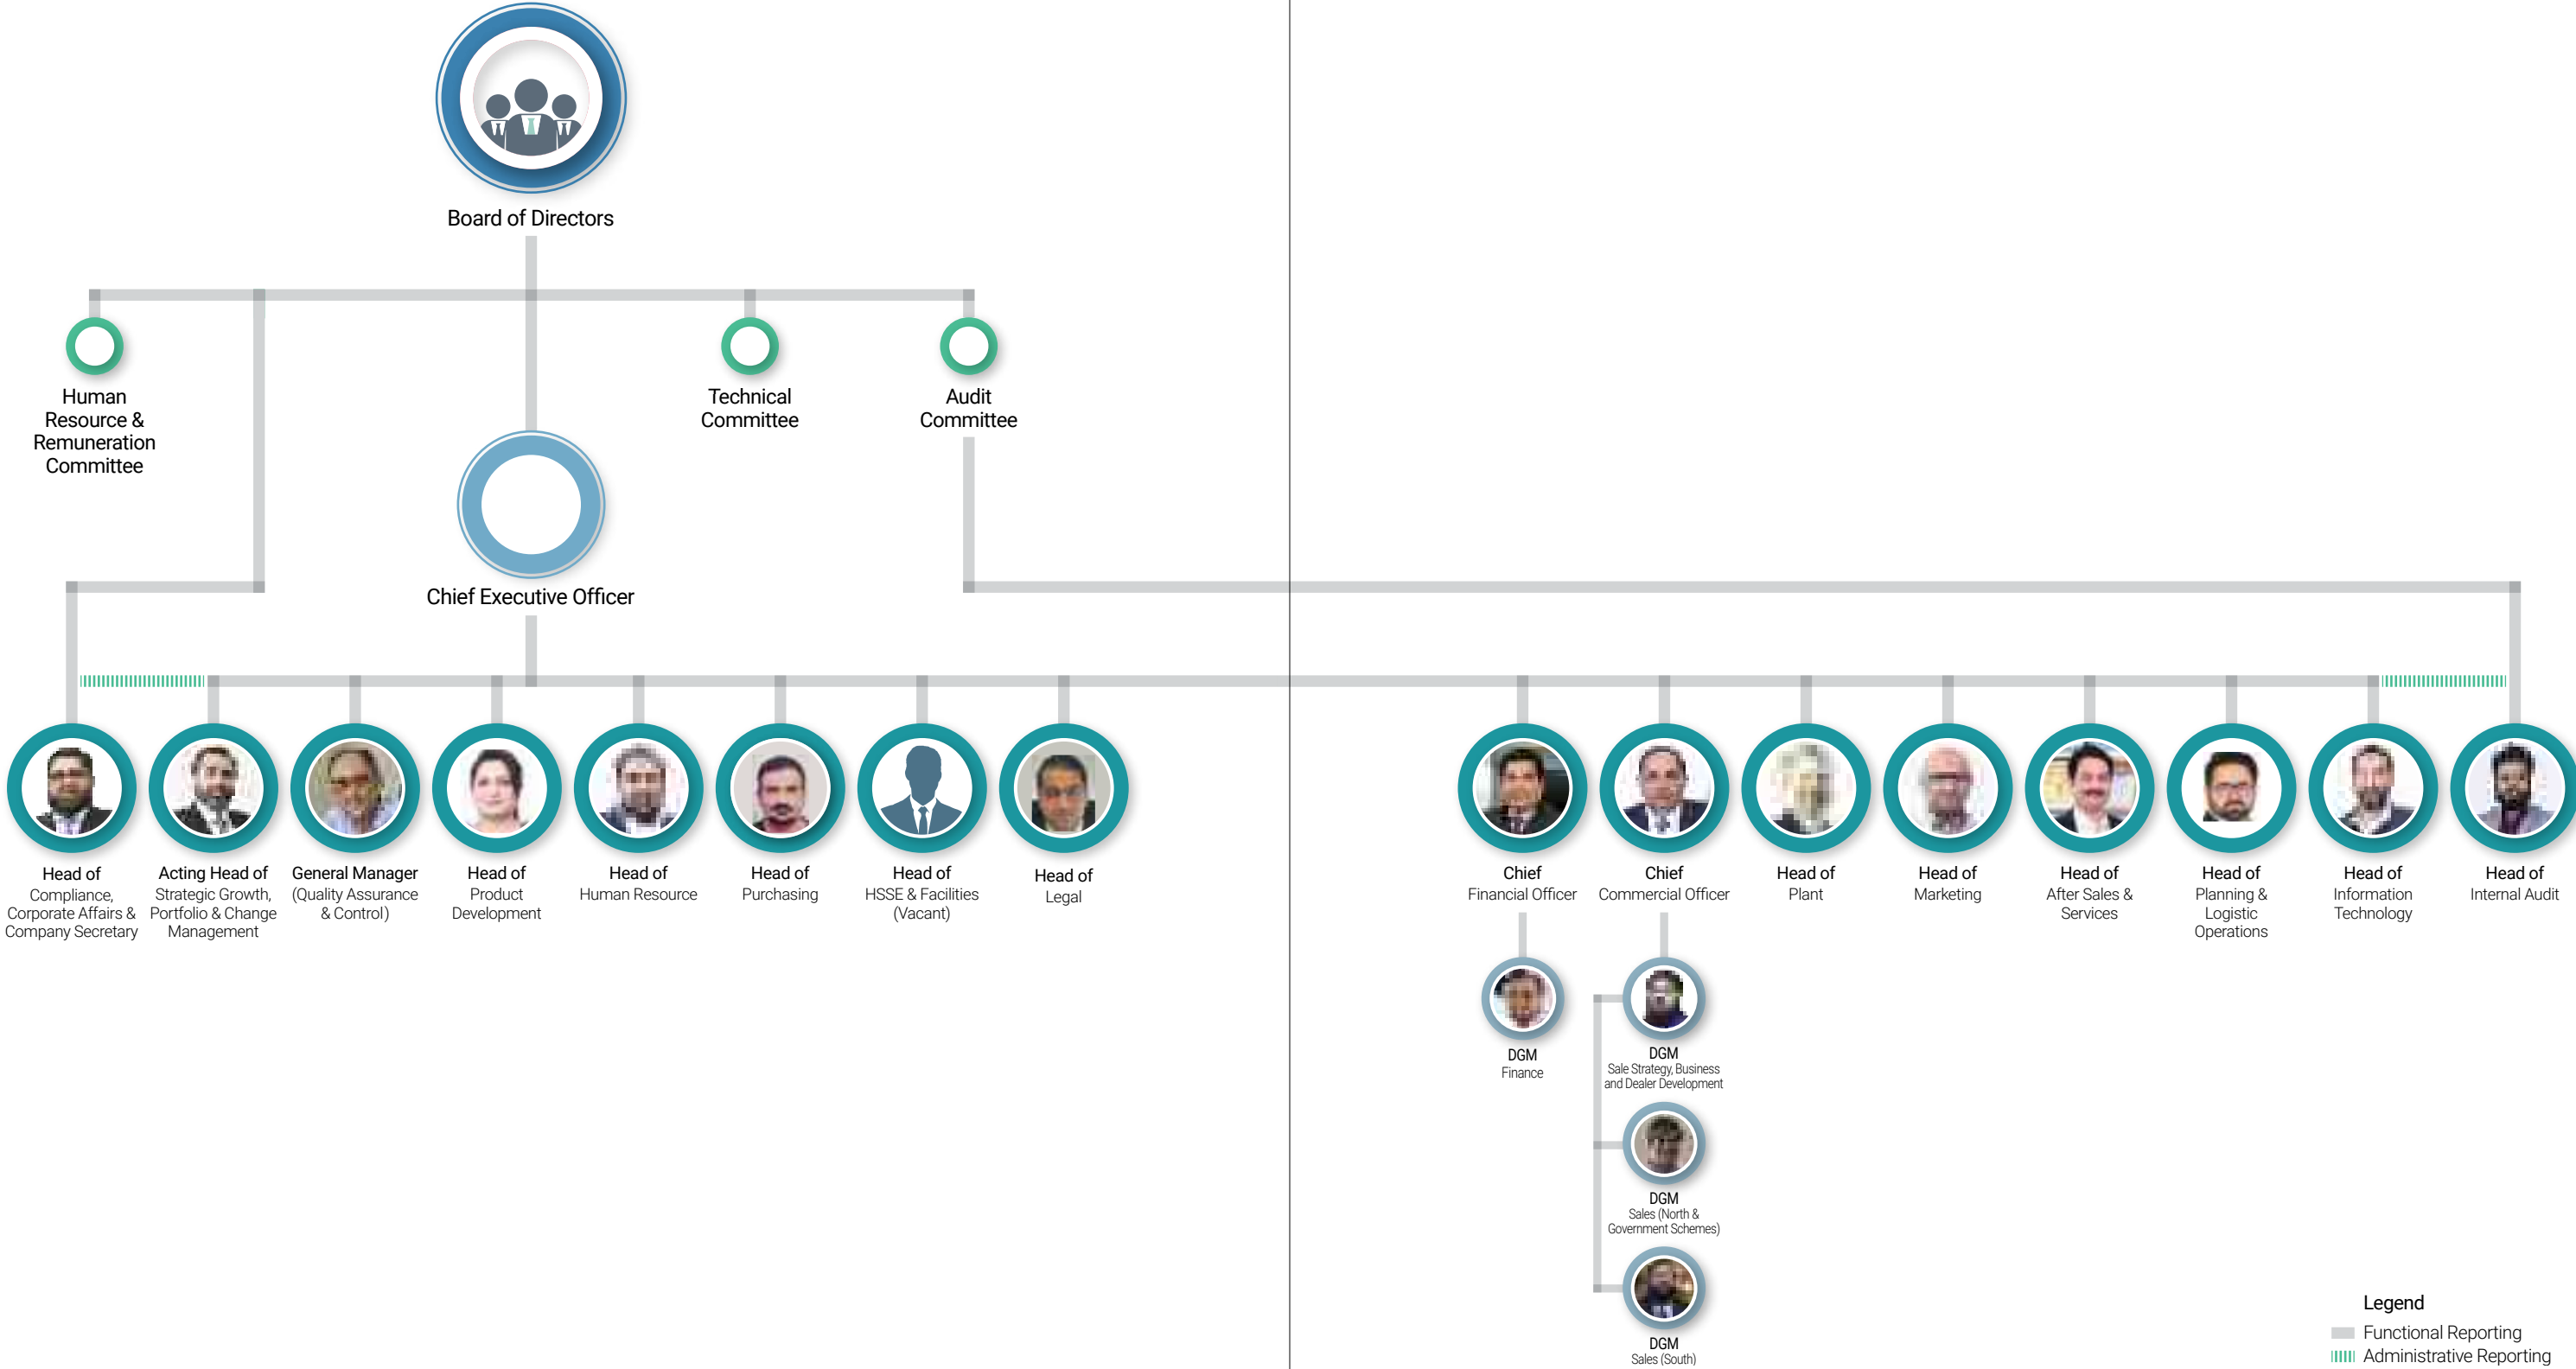 Board of Directors
Human
Resource &
Remuneration
Committee
Technical
Committee
Audit
Committee
Chief Executive Officer
Head of
Compliance,
Corporate Affairs &
Company Secretary
Acting Head of
Strategic Growth,
Portfolio & Change
Management
General Manager
(Quality Assurance
& Control)
Head of
Product
Development
Head of
Human Resource
Head of
Purchasing
Head of
HSSE & Facilities
(Vacant)
Head of
Legal
Chief
Financial Officer
Chief
Commercial Officer
Head of
Plant
Head of
Marketing
Head of
After Sales &
Services
Head of
Planning &
Logistic
Operations
Head of
Information
Technology
Head of
Internal Audit
DGM
Finance
DGM
Sale Strategy, Business
and Dealer Development
DGM
Sales (North &
Government Schemes)
DGM
Sales (South)
Legend
Functional Reporting
Administrative Reporting